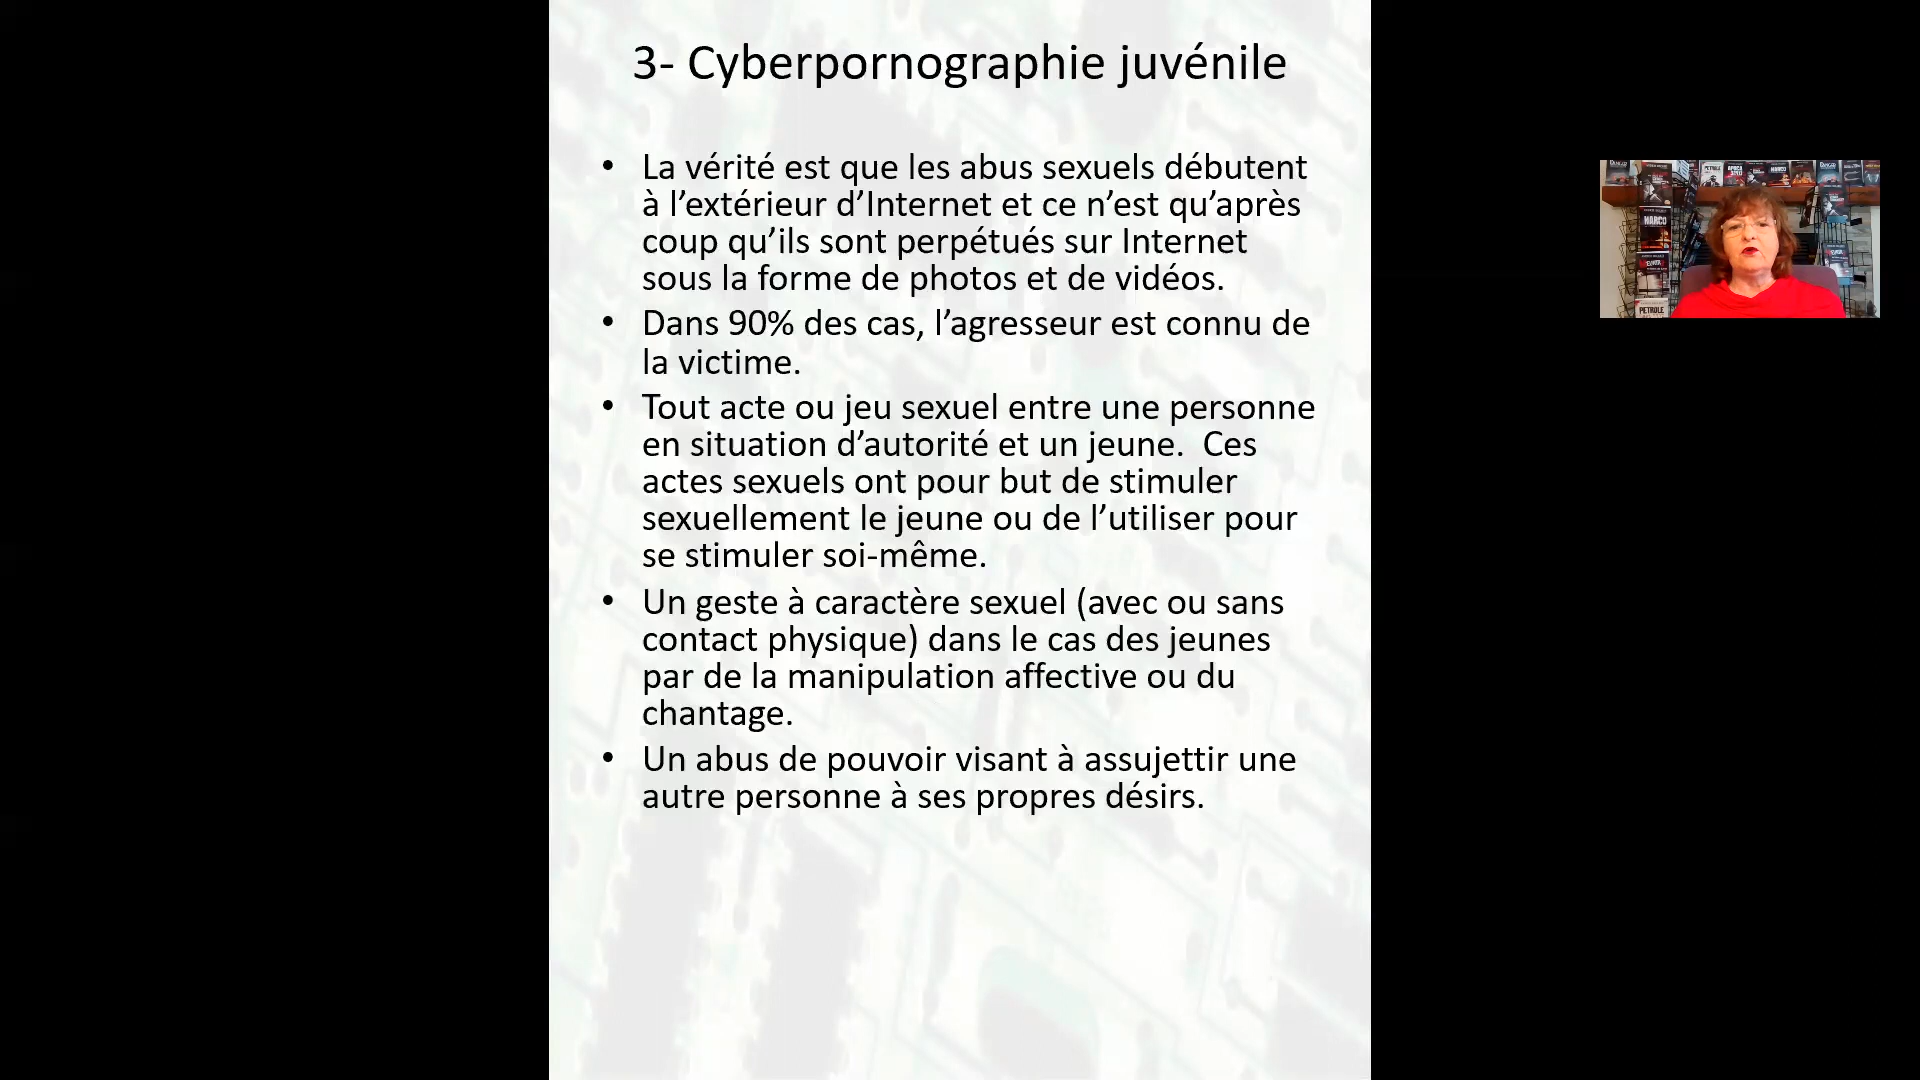 3- Cyberpornographie juvénile
• La vérité est que les abus sexuels débutent
à l’extérieur d’Internet et ce n’est qu’après
coup qu’ils sont perpétués sur Internet
sous la forme de photos et de vidéos.
• Dans 90% des cas, l’agresseur est connu de
la victime.
• Tout acte ou jeu sexuel entre une personne
en situation d’autorité et un jeune.  Ces
actes sexuels ont pour but de stimuler
sexuellement le jeune ou de l’utiliser pour
se stimuler soi-même.
• Un geste à caractère sexuel (avec ou sans
contact physique) dans le cas des jeunes
par de la manipulation affective ou du
chantage.
• Un abus de pouvoir visant à assujettir une
autre personne à ses propres désirs.
NARCO
PETROLE